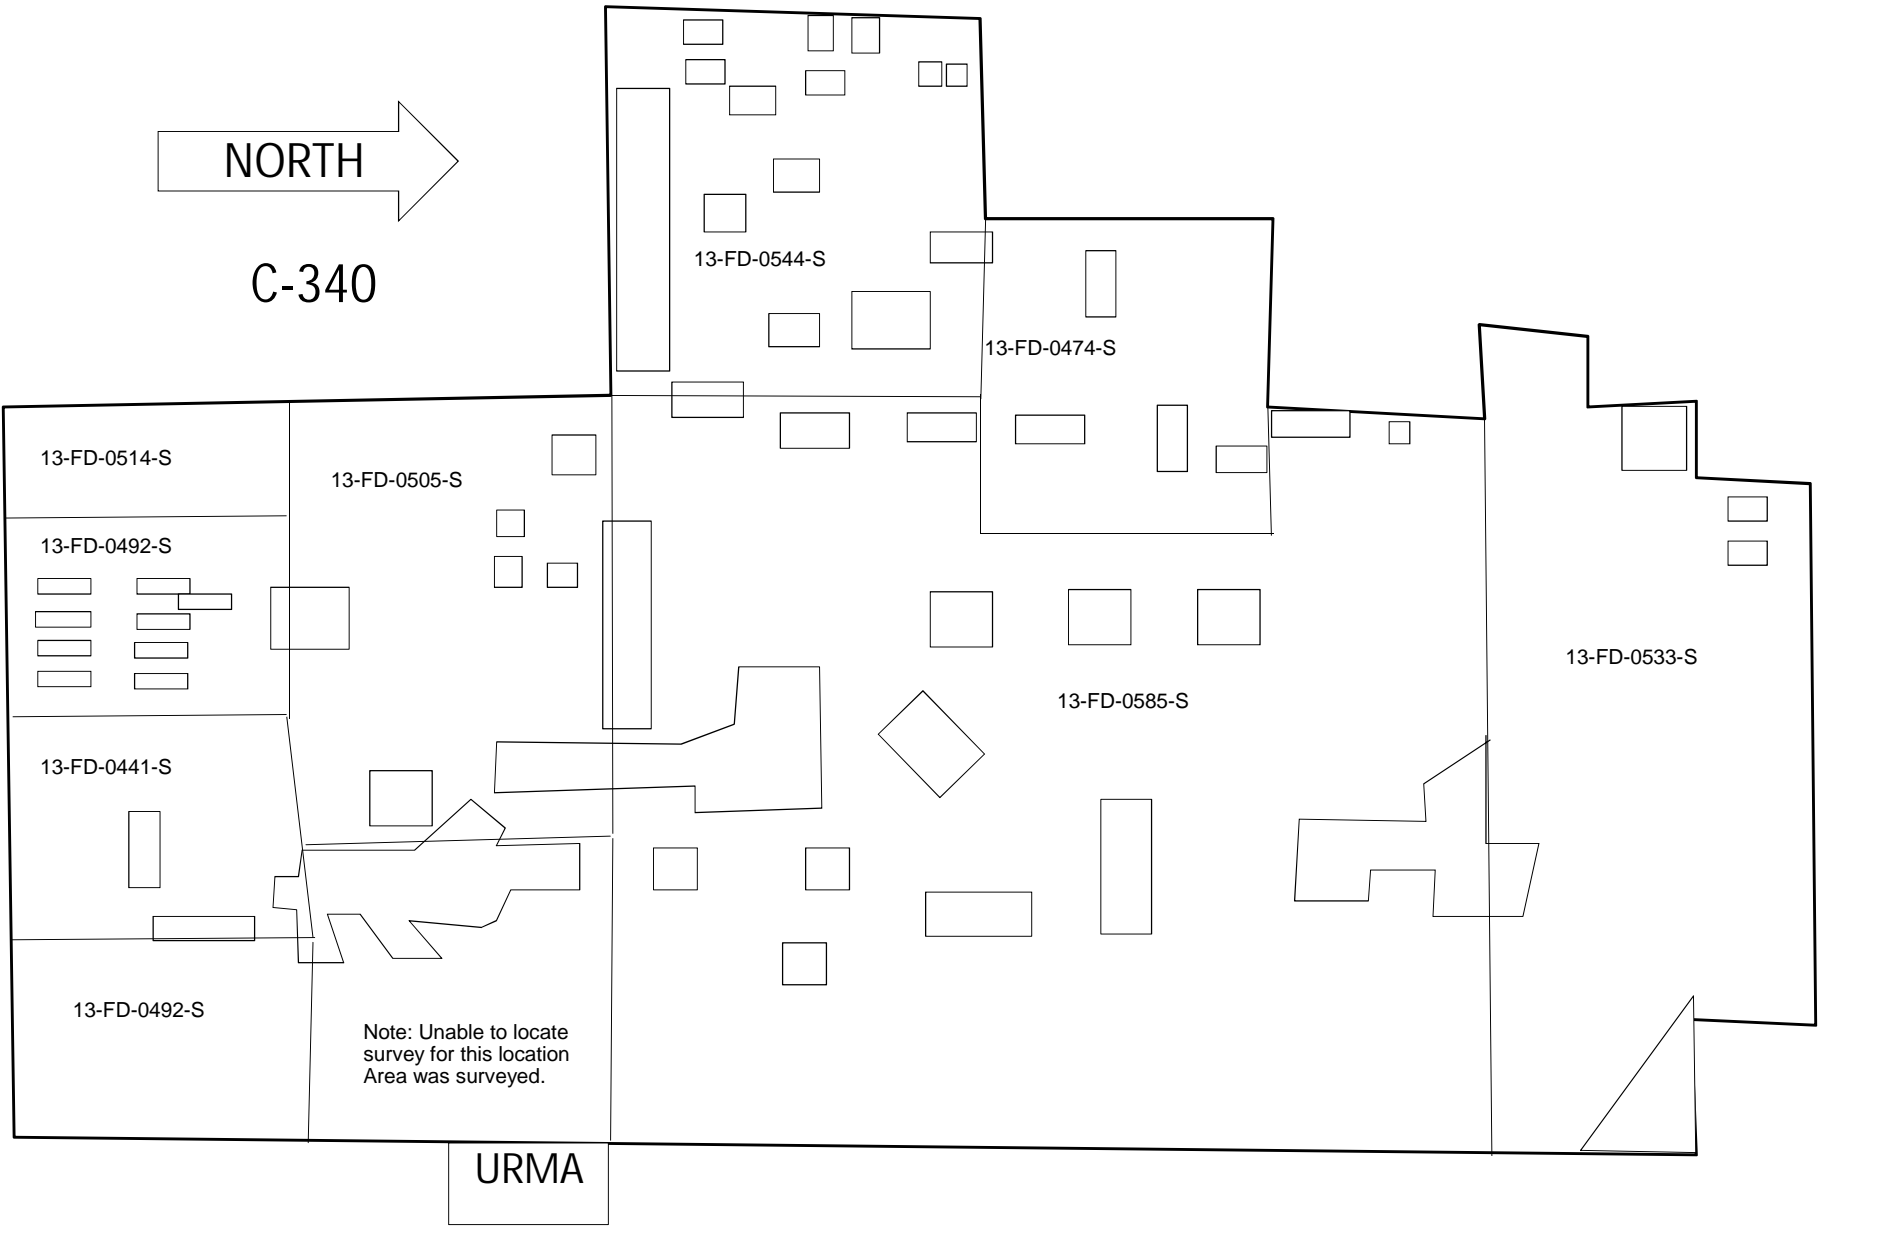 NORTH
C-340
13-FD-0544-S
13-FD-0474-S
13-FD-0514-S
13-FD-0505-S
13-FD-0492-S
13-FD-0533-S
13-FD-0585-S
13-FD-0441-S
13-FD-0492-S
Note: Unable to locate
survey for this location
Area was surveyed.
URMA